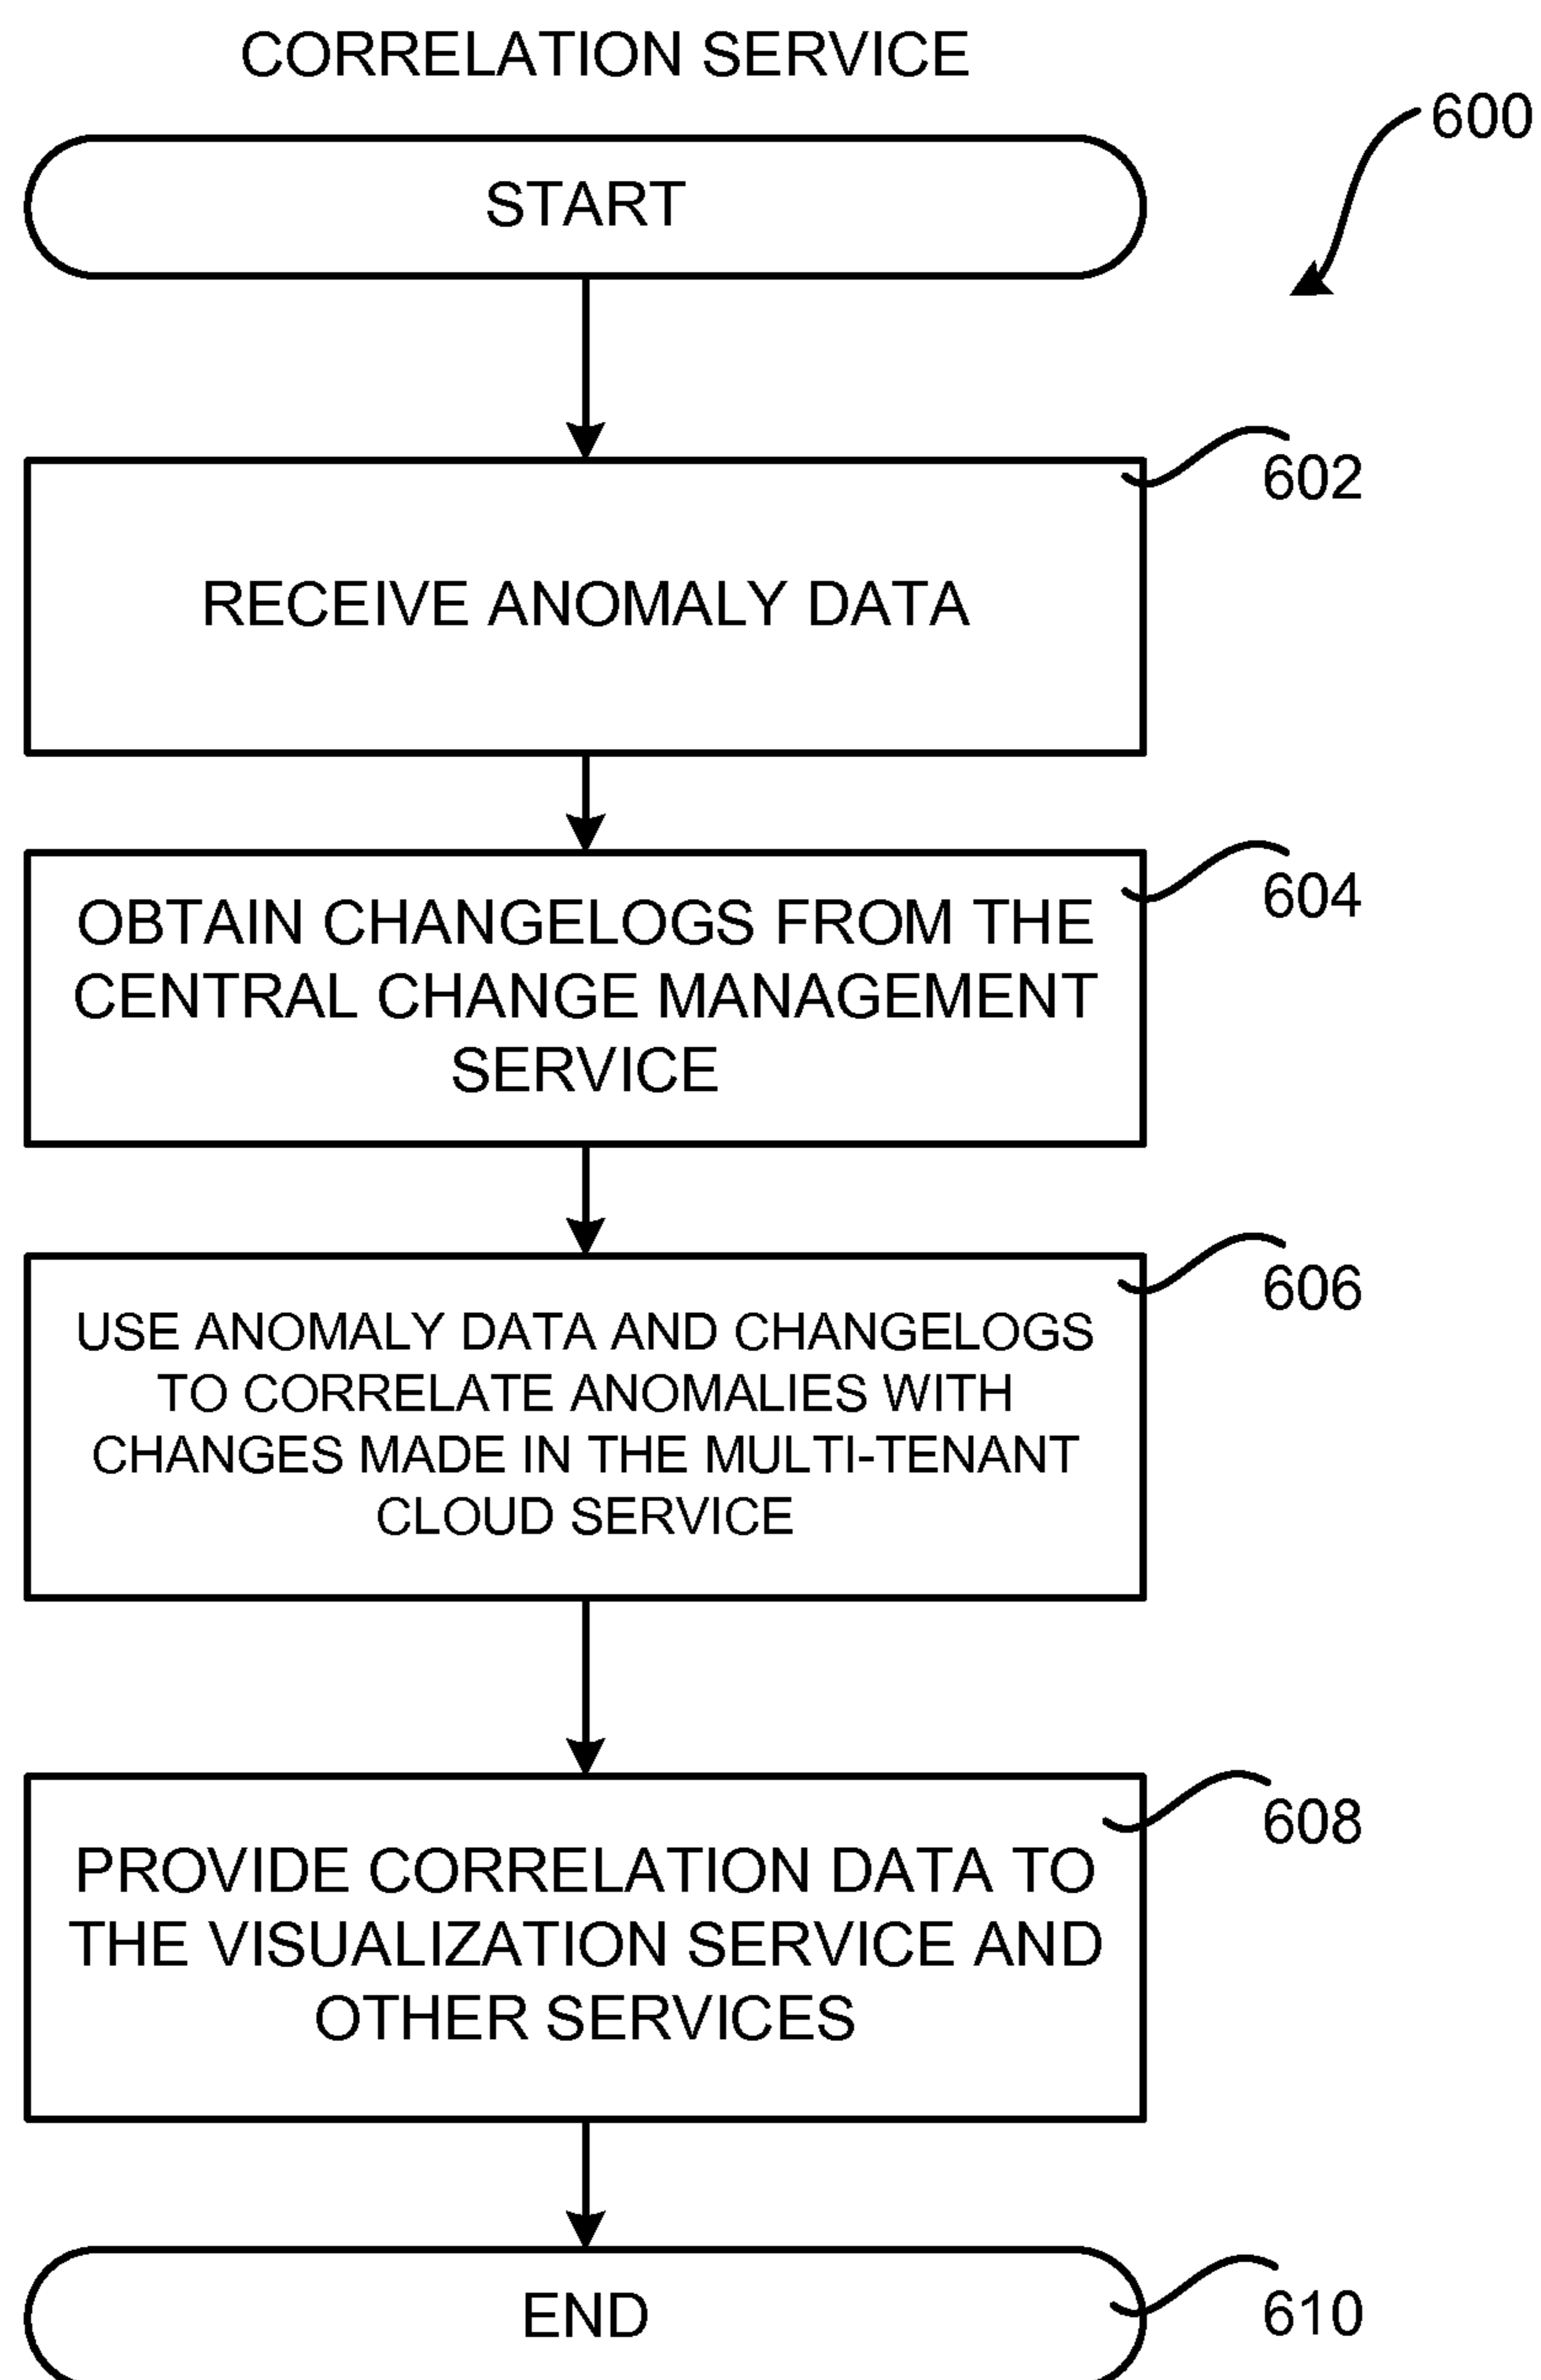 CORRELATION SERVICE
600
START
602
RECEIVE ANOMALY DATA
604
OBTAIN CHANGELOGS FROM THE
CENTRAL CHANGE MANAGEMENT
SERVICE
606
USE ANOMALY DATA AND CHANGELOGS
TO CORRELATE ANOMALIES WITH
CHANGES MADE IN THE MULTI-TENANT
CLOUD SERVICE
608
PROVIDE CORRELATION DATA TO
THE VISUALIZATION SERVICE AND
OTHER SERVICES
END
610